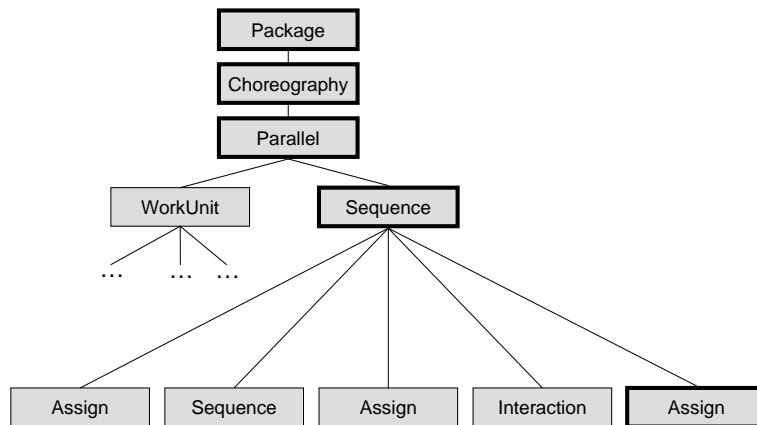 Package
Choreography
Parallel
WorkUnit
Sequence
... ... ...
Assign
Sequence
Assign
Interaction
Assign